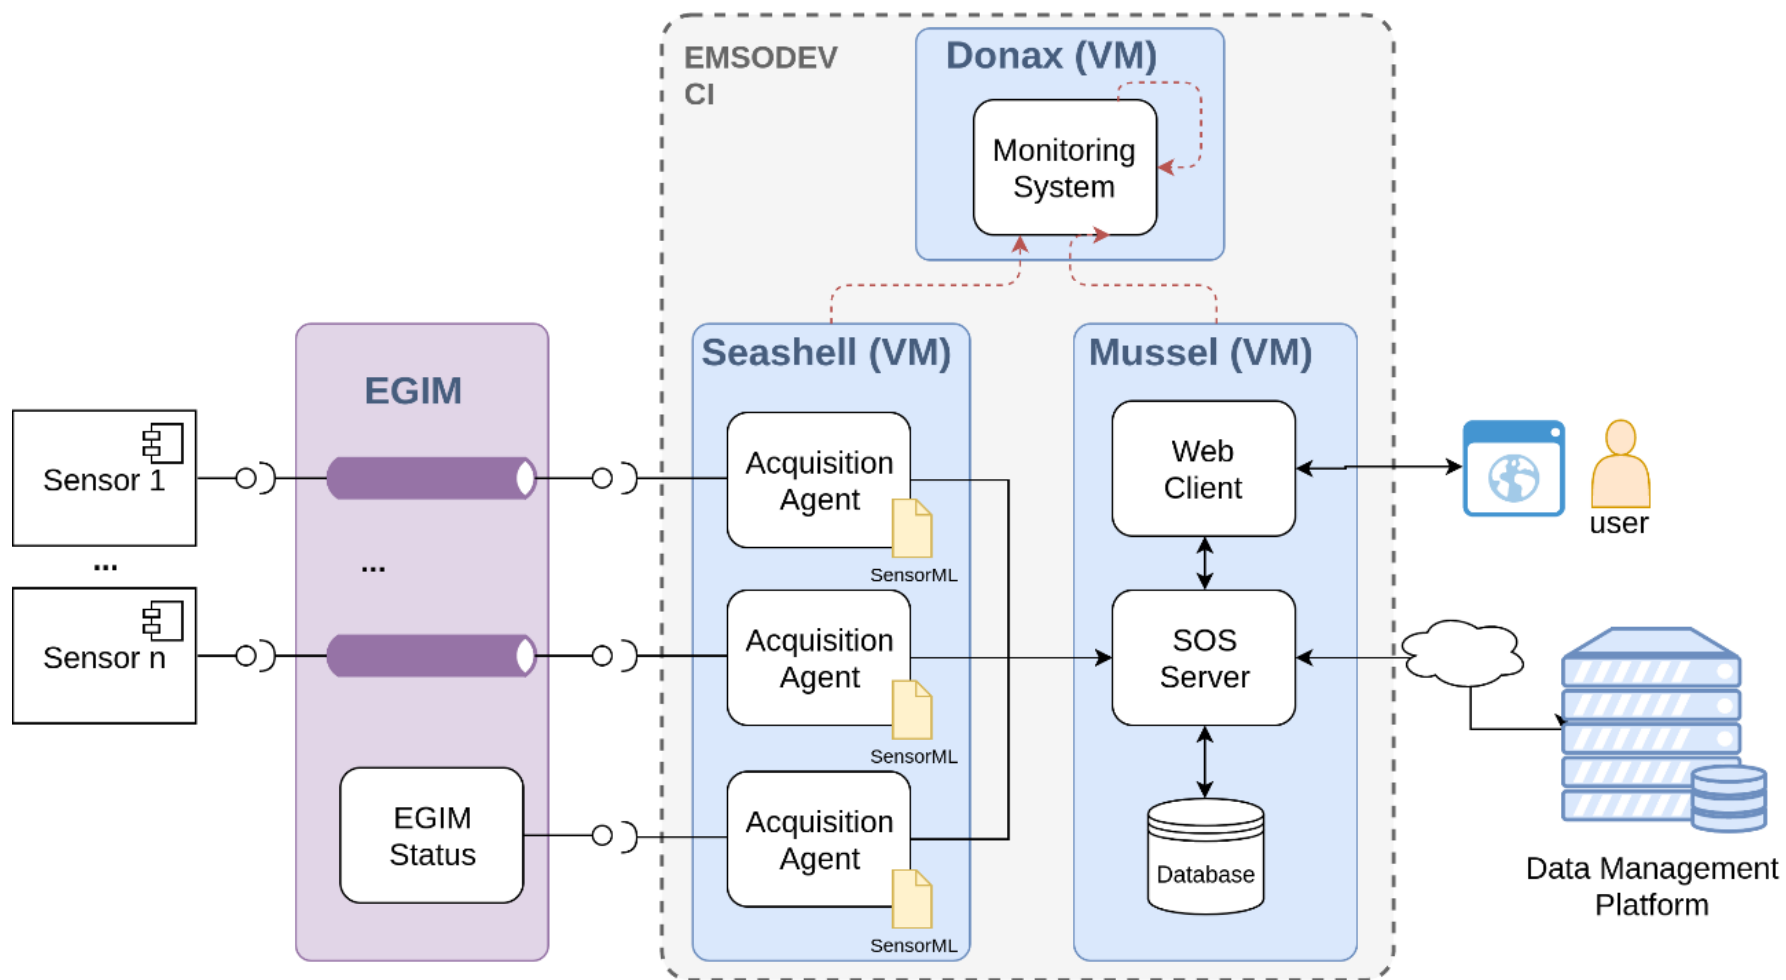 EMSODEV
CI
Donax (VM)
Monitoring
System
EGIM
Seashell (VM)
Mussel (VM)
Sensor 1
...
Sensor n
...
EGIM
Status
Acquisition
Agent
SensorML
Acquisition
Agent
SensorML
Acquisition
Agent
SensorML
Web
Client
SOS
Server
Database
user
Data Management
Platform